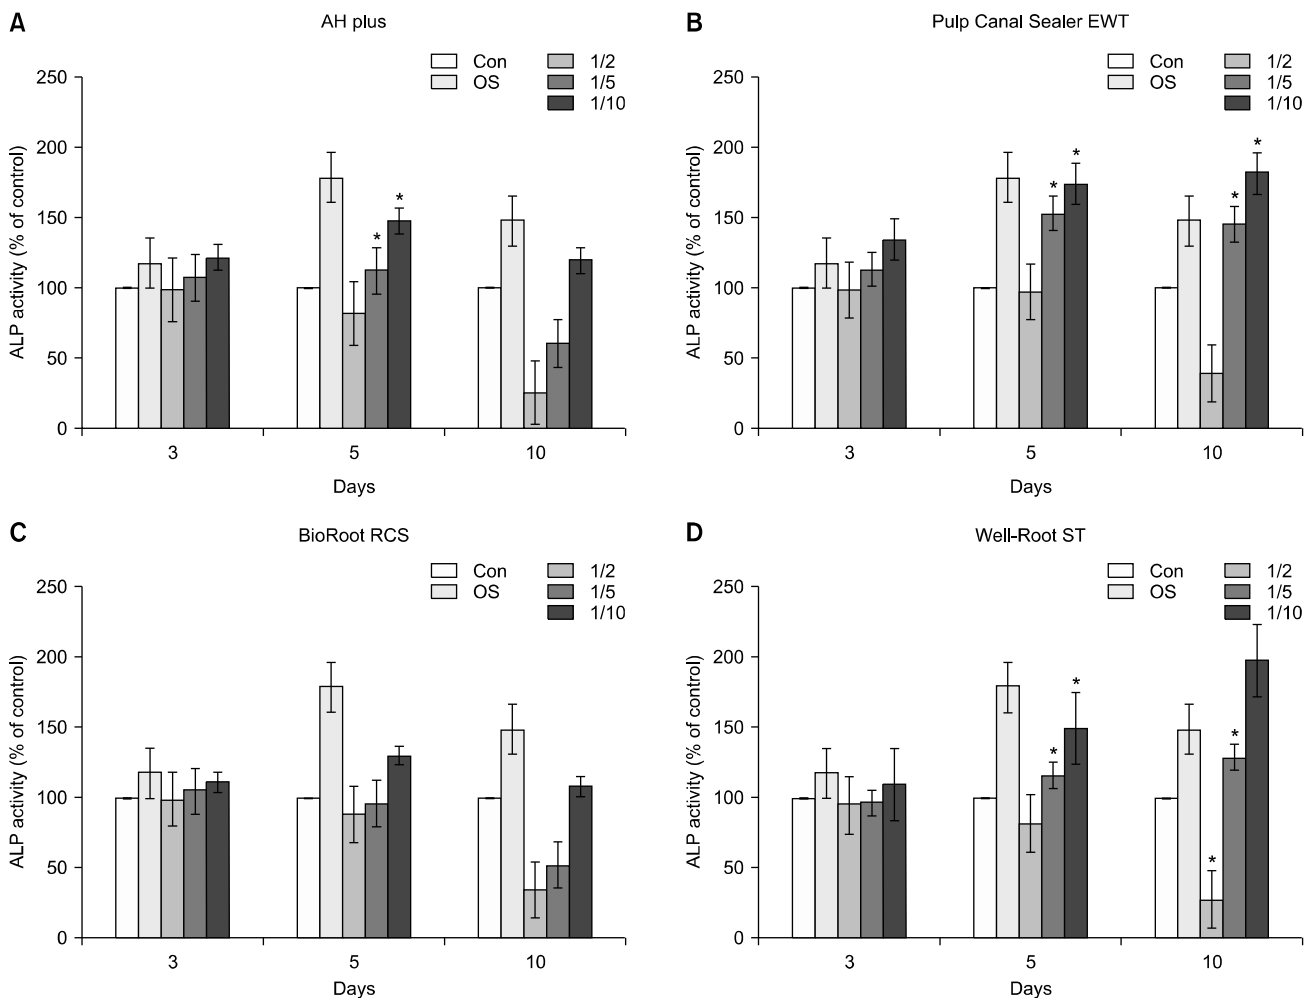 A
AH plus
Con
OS
1/2
1/5
1/10
ALP activity (% of control)
250
200
150
100
50
0
*
*
3
5
10
Days
B
Pulp Canal Sealer EWT
Con
OS
1/2
1/5
1/10
ALP activity (% of control)
250
200
150
100
50
0
*
*
*
*
3
5
10
Days
C
BioRoot RCS
Con
OS
1/2
1/5
1/10
ALP activity (% of control)
250
200
150
100
50
0
3
5
10
Days
D
Well-Root ST
Con
OS
1/2
1/5
1/10
ALP activity (% of control)
250
200
150
100
50
0
*
*
*
*
3
5
10
Days